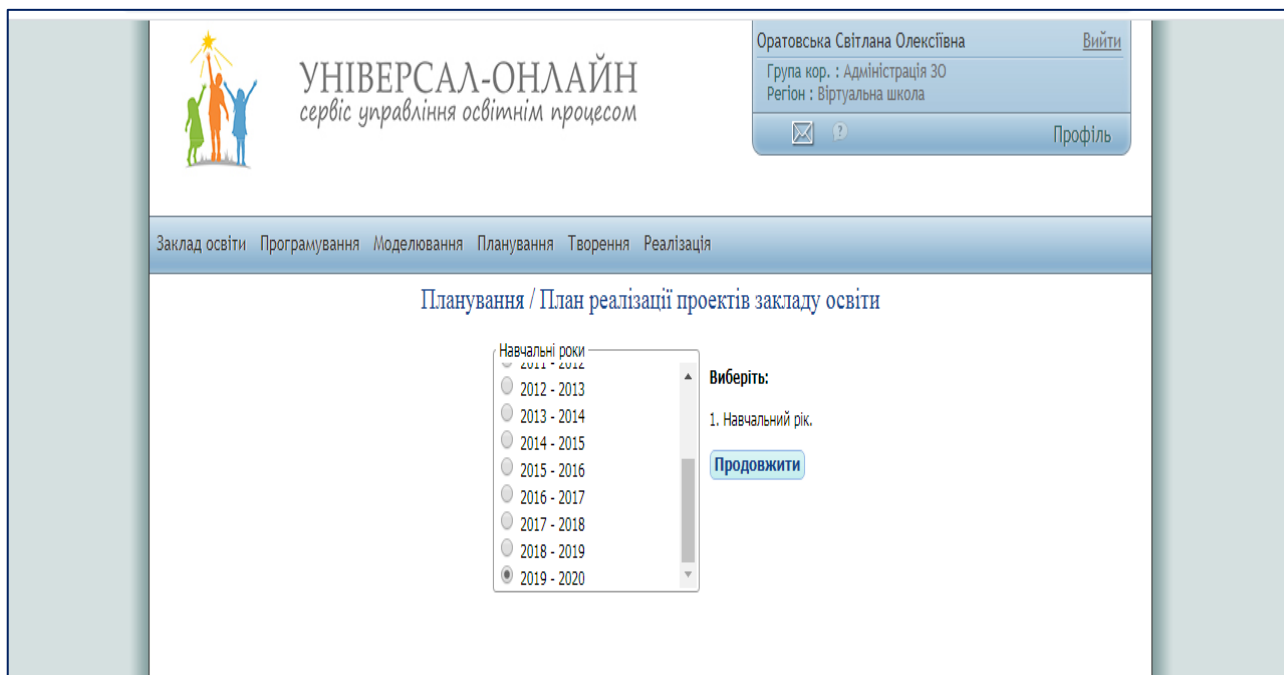 УНІВЕРСАЛ-ОНЛАЙН
сервіс управління освітнім процесом
Оратовська Світлана Олексіївна Вийти
Група кор. : Адміністрація ЗО
Регіон : Віртуальна школа
Профіль
Заклад освіти Програмування Моделювання Планування Творення Реалізація
Планування / План реалізації проектів закладу освіти
Навчальні роки
2011 - 2012
2012 - 2013
2013 - 2014
2014 - 2015
2015 - 2016
2016 - 2017
2017 - 2018
2018 - 2019
2019 - 2020
Виберіть:
1. Навчальний рік.
Продовжити